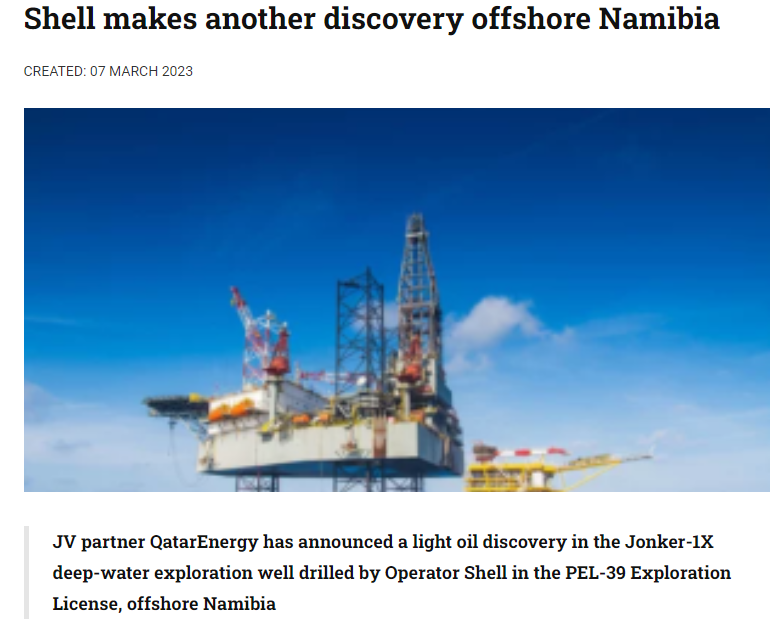 Shell makes another discovery offshore Namibia
CREATED: 07 MARCH 2023
JV partner QatarEnergy has announced a light oil discovery in the Jonker-1X
deep-water exploration well drilled by Operator Shell in the PEL-39 Exploration
License, offshore Namibia